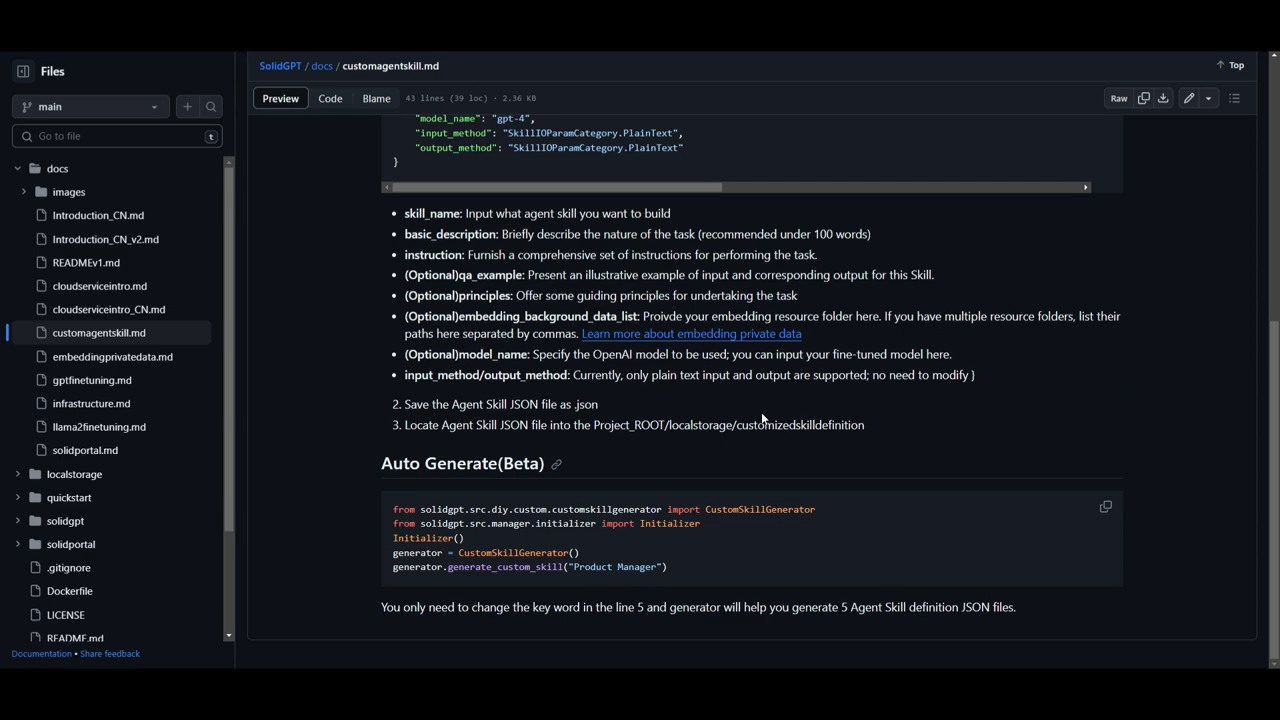 Files
SolidGPT / docs / customagentskill.md
Top
main
Preview Code Blame 43 lines (39 loc) · 2.36 KB
Raw
Go to file
t
docs
images
Introduction_CN.md
Introduction_CN_v2.md
READMEv1.md
cloudserviceintro.md
cloudserviceintro_CN.md
customagentskill.md
embeddingprivatedata.md
gptfinetuning.md
infrastructure.md
llama2finetuning.md
solidportal.md
localstorage
quickstart
solidgpt
solidportal
.gitignore
Dockerfile
LICENSE
README.md
Documentation • Share feedback
"model_name": "gpt-4",
"input_method": "SkillIOParamCategory.PlainText",
"output_method": "SkillIOParamCategory.PlainText"
}
• skill_name: Input what agent skill you want to build
• basic_description: Briefly describe the nature of the task (recommended under 100 words)
• instruction: Furnish a comprehensive set of instructions for performing the task.
• (Optional)qa_example: Present an illustrative example of input and corresponding output for this Skill.
• (Optional)principles: Offer some guiding principles for undertaking the task
• (Optional)embedding_background_data_list: Proivde your embedding resource folder here. If you have multiple resource folders, list their
paths here separated by commas. Learn more about embedding private data
• (Optional)model_name: Specify the OpenAI model to be used; you can input your fine-tuned model here.
• input_method/output_method: Currently, only plain text input and output are supported; no need to modify }
2. Save the Agent Skill JSON file as .json
3. Locate Agent Skill JSON file into the Project_ROOT/localstorage/customizedskilldefinition
Auto Generate(Beta)
from solidgpt.src.diy.custom.customskillgenerator import CustomSkillGenerator
from solidgpt.src.manager.initializer import Initializer
Initializer()
generator = CustomSkillGenerator()
generator.generate_custom_skill("Product Manager")
You only need to change the key word in the line 5 and generator will help you generate 5 Agent Skill definition JSON files.